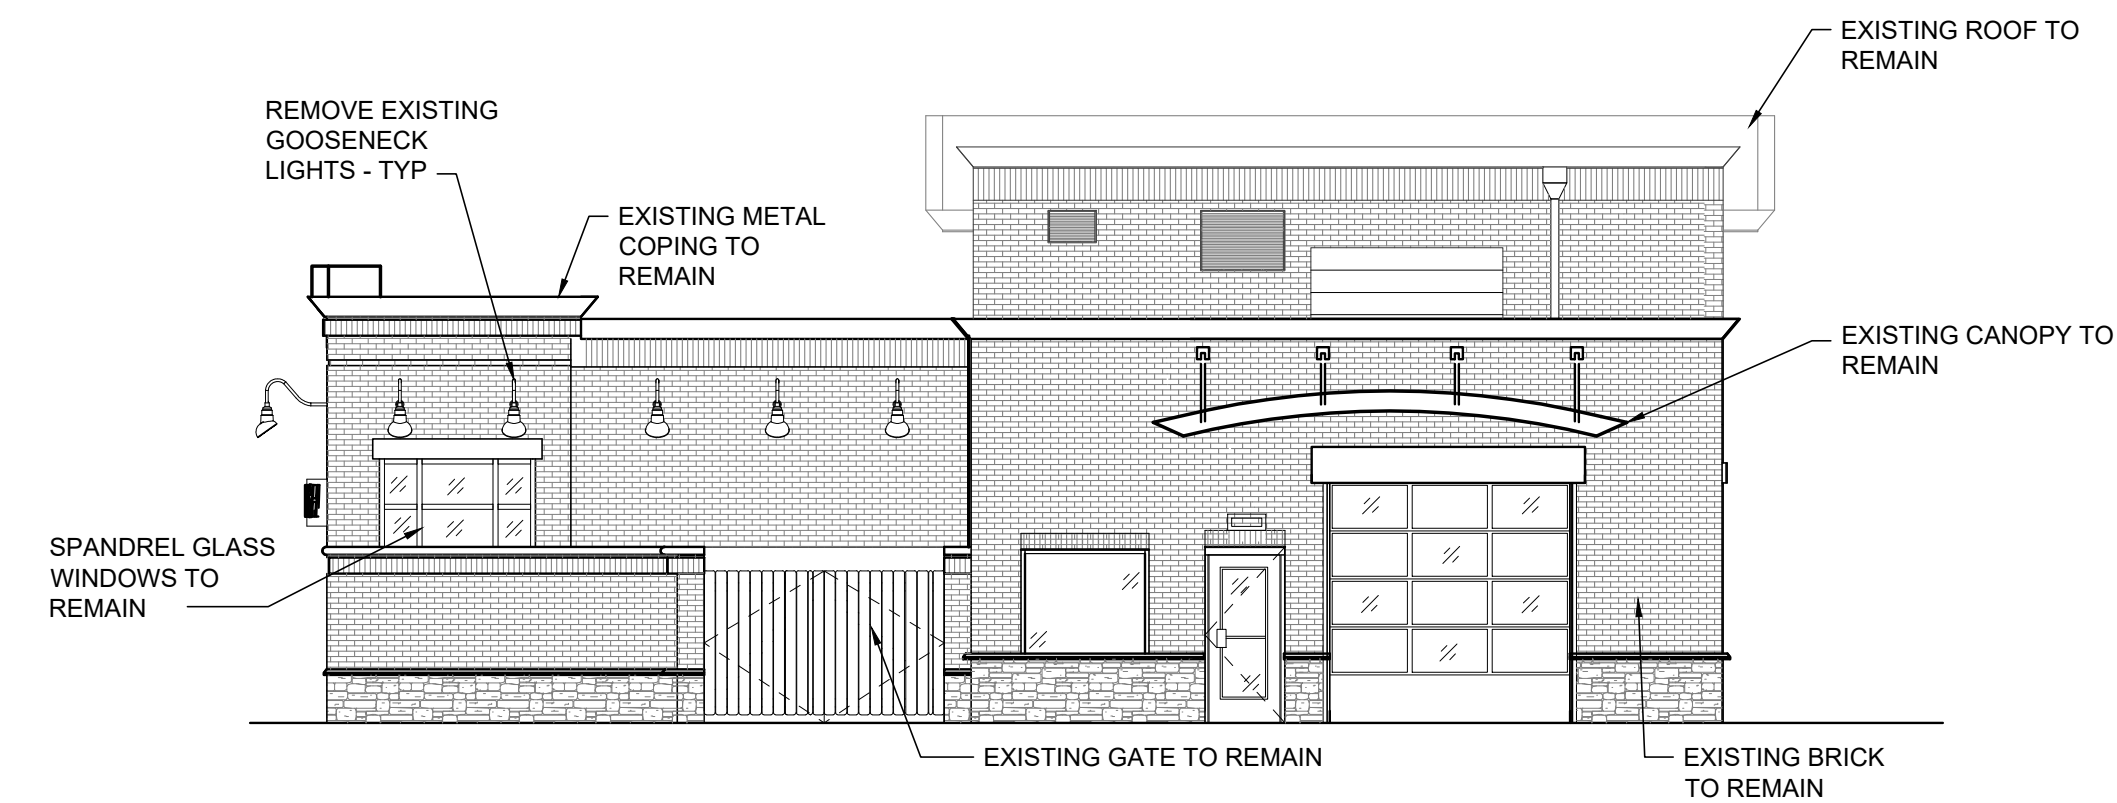 EXISTING ROOF TO
REMAIN
REMOVE EXISTING
GOOSENECK
LIGHTS - TYP
EXISTING METAL
COPING TO
REMAIN
EXISTING CANOPY TO
REMAIN
SPANDREL GLASS
WINDOWS TO
REMAIN
EXISTING GATE TO REMAIN
EXISTING BRICK
TO REMAIN